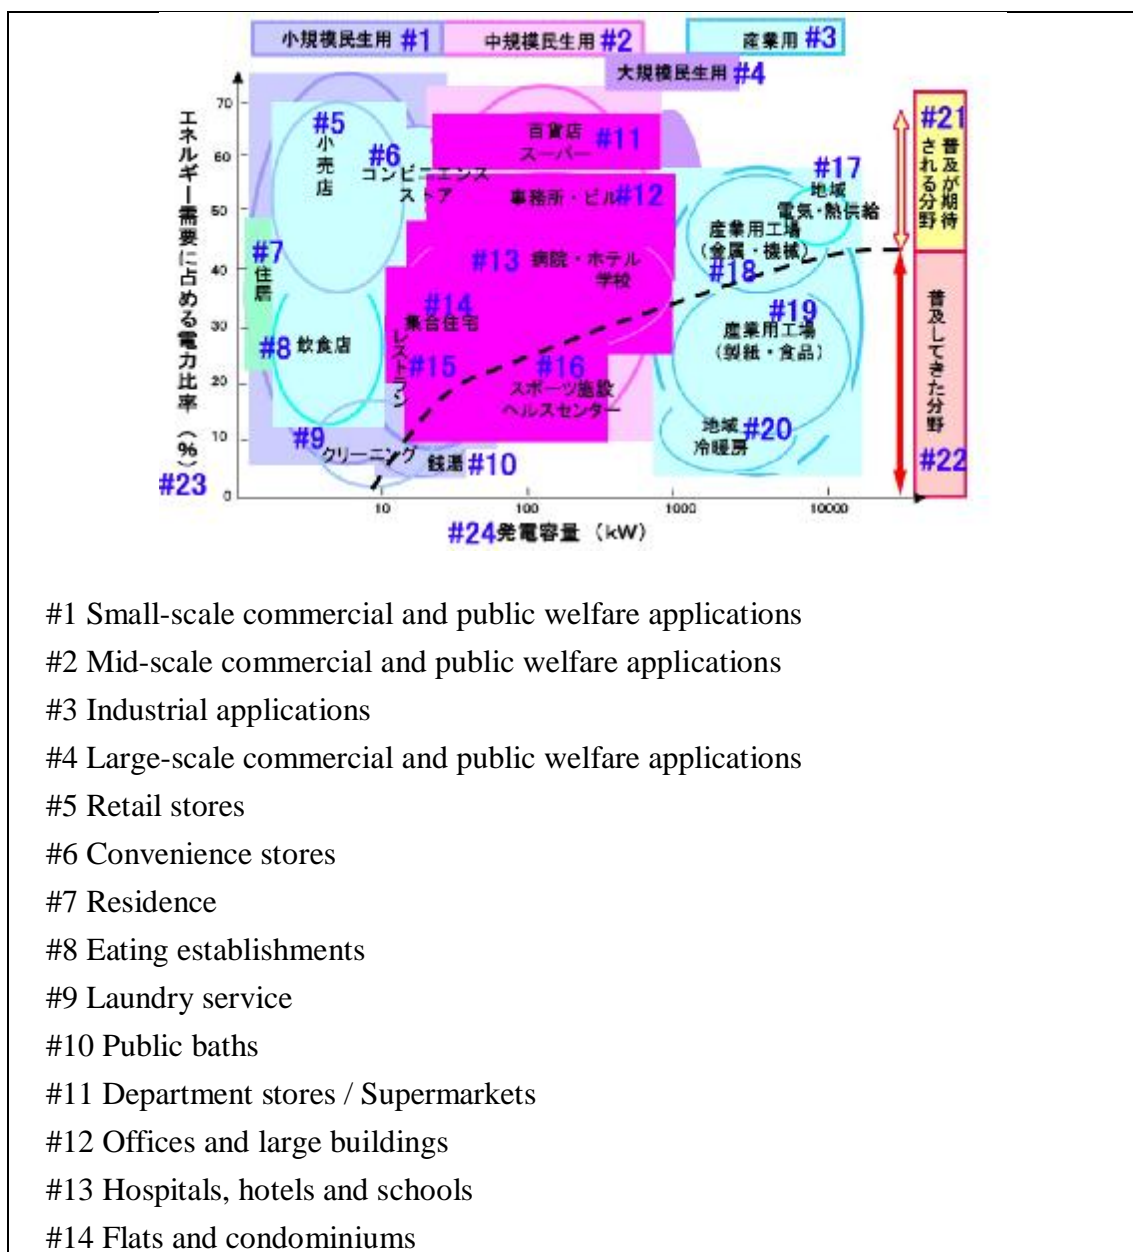 小規模民生用 #1
中規模民生用 #2
産業用 #3
大規模民生用 #4
エネルギー需要に占める電力比率（％）
#23
70
60
50
40
30
20
10
0
#5
小売店
#6
コンビニエンス
ストア
#7
住居
#8 飲食店
#9
クリーニング
銭湯 #10
百貨店
スーパー #11
事務所・ビル #12
#13 病院・ホテル
学校
#14
集合住宅
レストラン
#15
#16
スポーツ施設
ヘルスセンター
#17
地域
電気・熱供給
産業用工場
（金属・機械）
#18
#19
産業用工場
（製紙・食品）
地域
冷暖房
#20
#21
普及が期待
される分野
普及してきた分野
#22
10
100
1000
10000
#24 発電容量（kW）
#1 Small-scale commercial and public welfare applications
#2 Mid-scale commercial and public welfare applications
#3 Industrial applications
#4 Large-scale commercial and public welfare applications
#5 Retail stores
#6 Convenience stores
#7 Residence
#8 Eating establishments
#9 Laundry service
#10 Public baths
#11 Department stores / Supermarkets
#12 Offices and large buildings
#13 Hospitals, hotels and schools
#14 Flats and condominiums